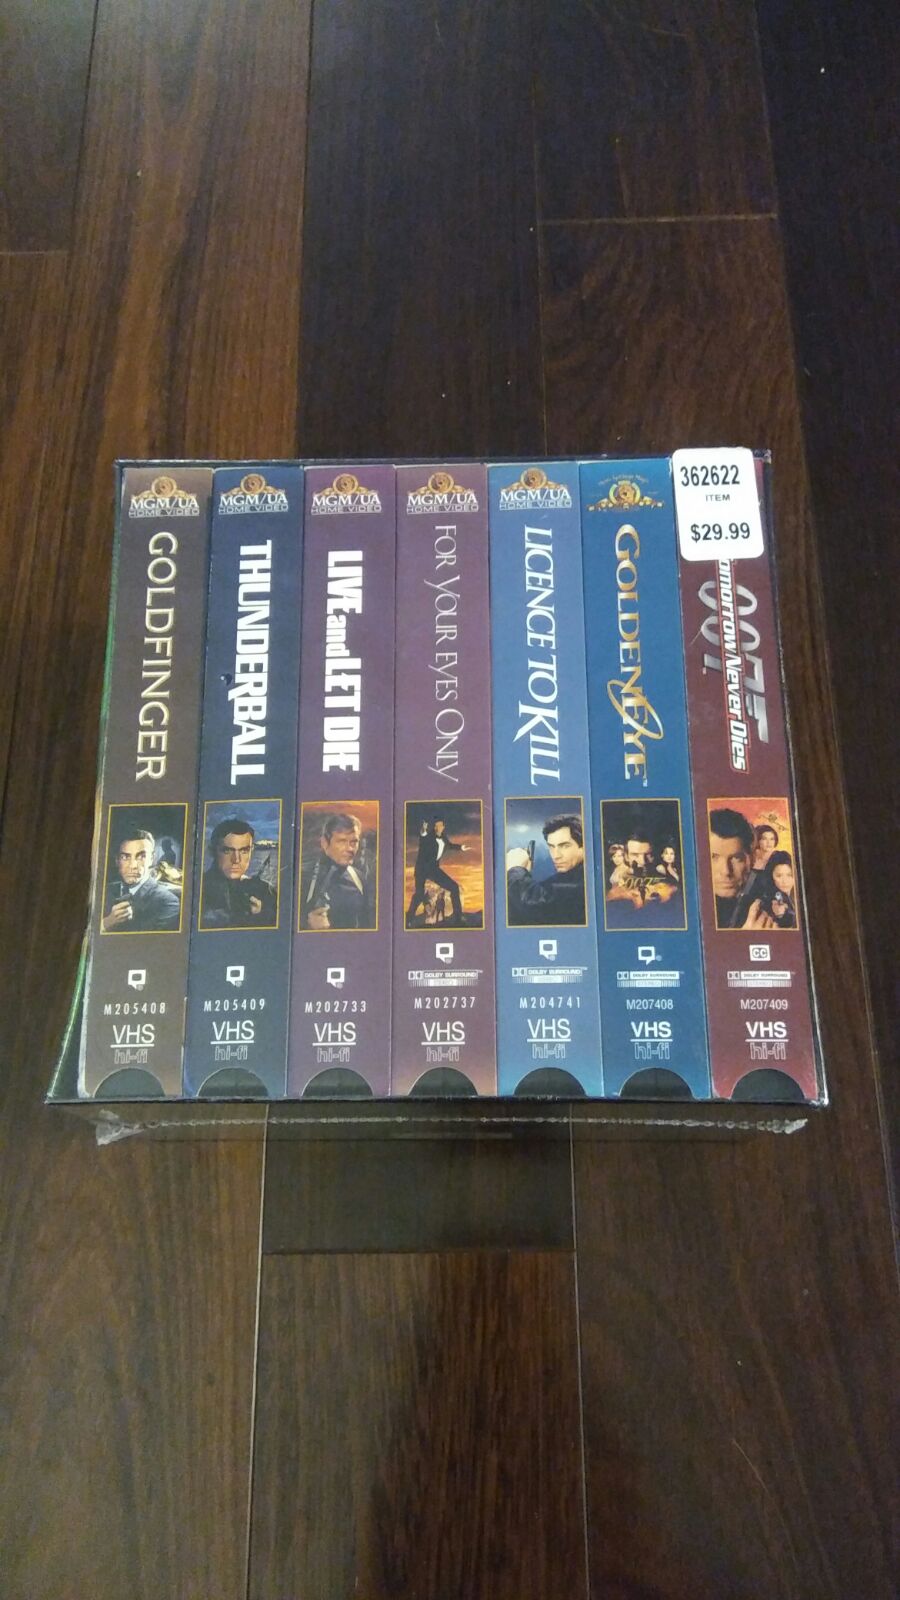 MGM/UA
HOME VIDEO
GOLDFINGER
M205408
VHS
hi-fi
MGM/UA
HOME VIDEO
THUNDERBALL
M205409
VHS
hi-fi
MGM/UA
HOME VIDEO
LIVE and LET DIE
M202733
VHS
hi-fi
MGM/UA
HOME VIDEO
FOR YOUR EYES ONLY
DOLBY SURROUND
STEREO
M202737
VHS
hi-fi
MGM/UA
HOME VIDEO
LICENCE TO KILL
DOLBY SURROUND
M204741
VHS
hi-fi
GOLDENEYE™
007
DOLBY SURROUND
STEREO
M207408
VHS
hi-fi
362622
ITEM
$29.99
007
Tomorrow Never Dies
CC
DOLBY SURROUND
STEREO
M207409
VHS
hi-fi